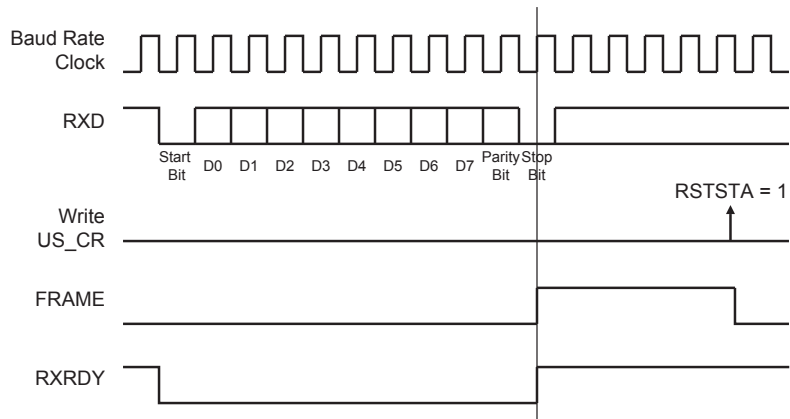 Baud Rate
Clock
RXD
Start
Bit
D0 D1 D2 D3 D4 D5 D6 D7
Parity
Bit
Stop
Bit
RSTSTA = 1
Write
US_CR
FRAME
RXRDY